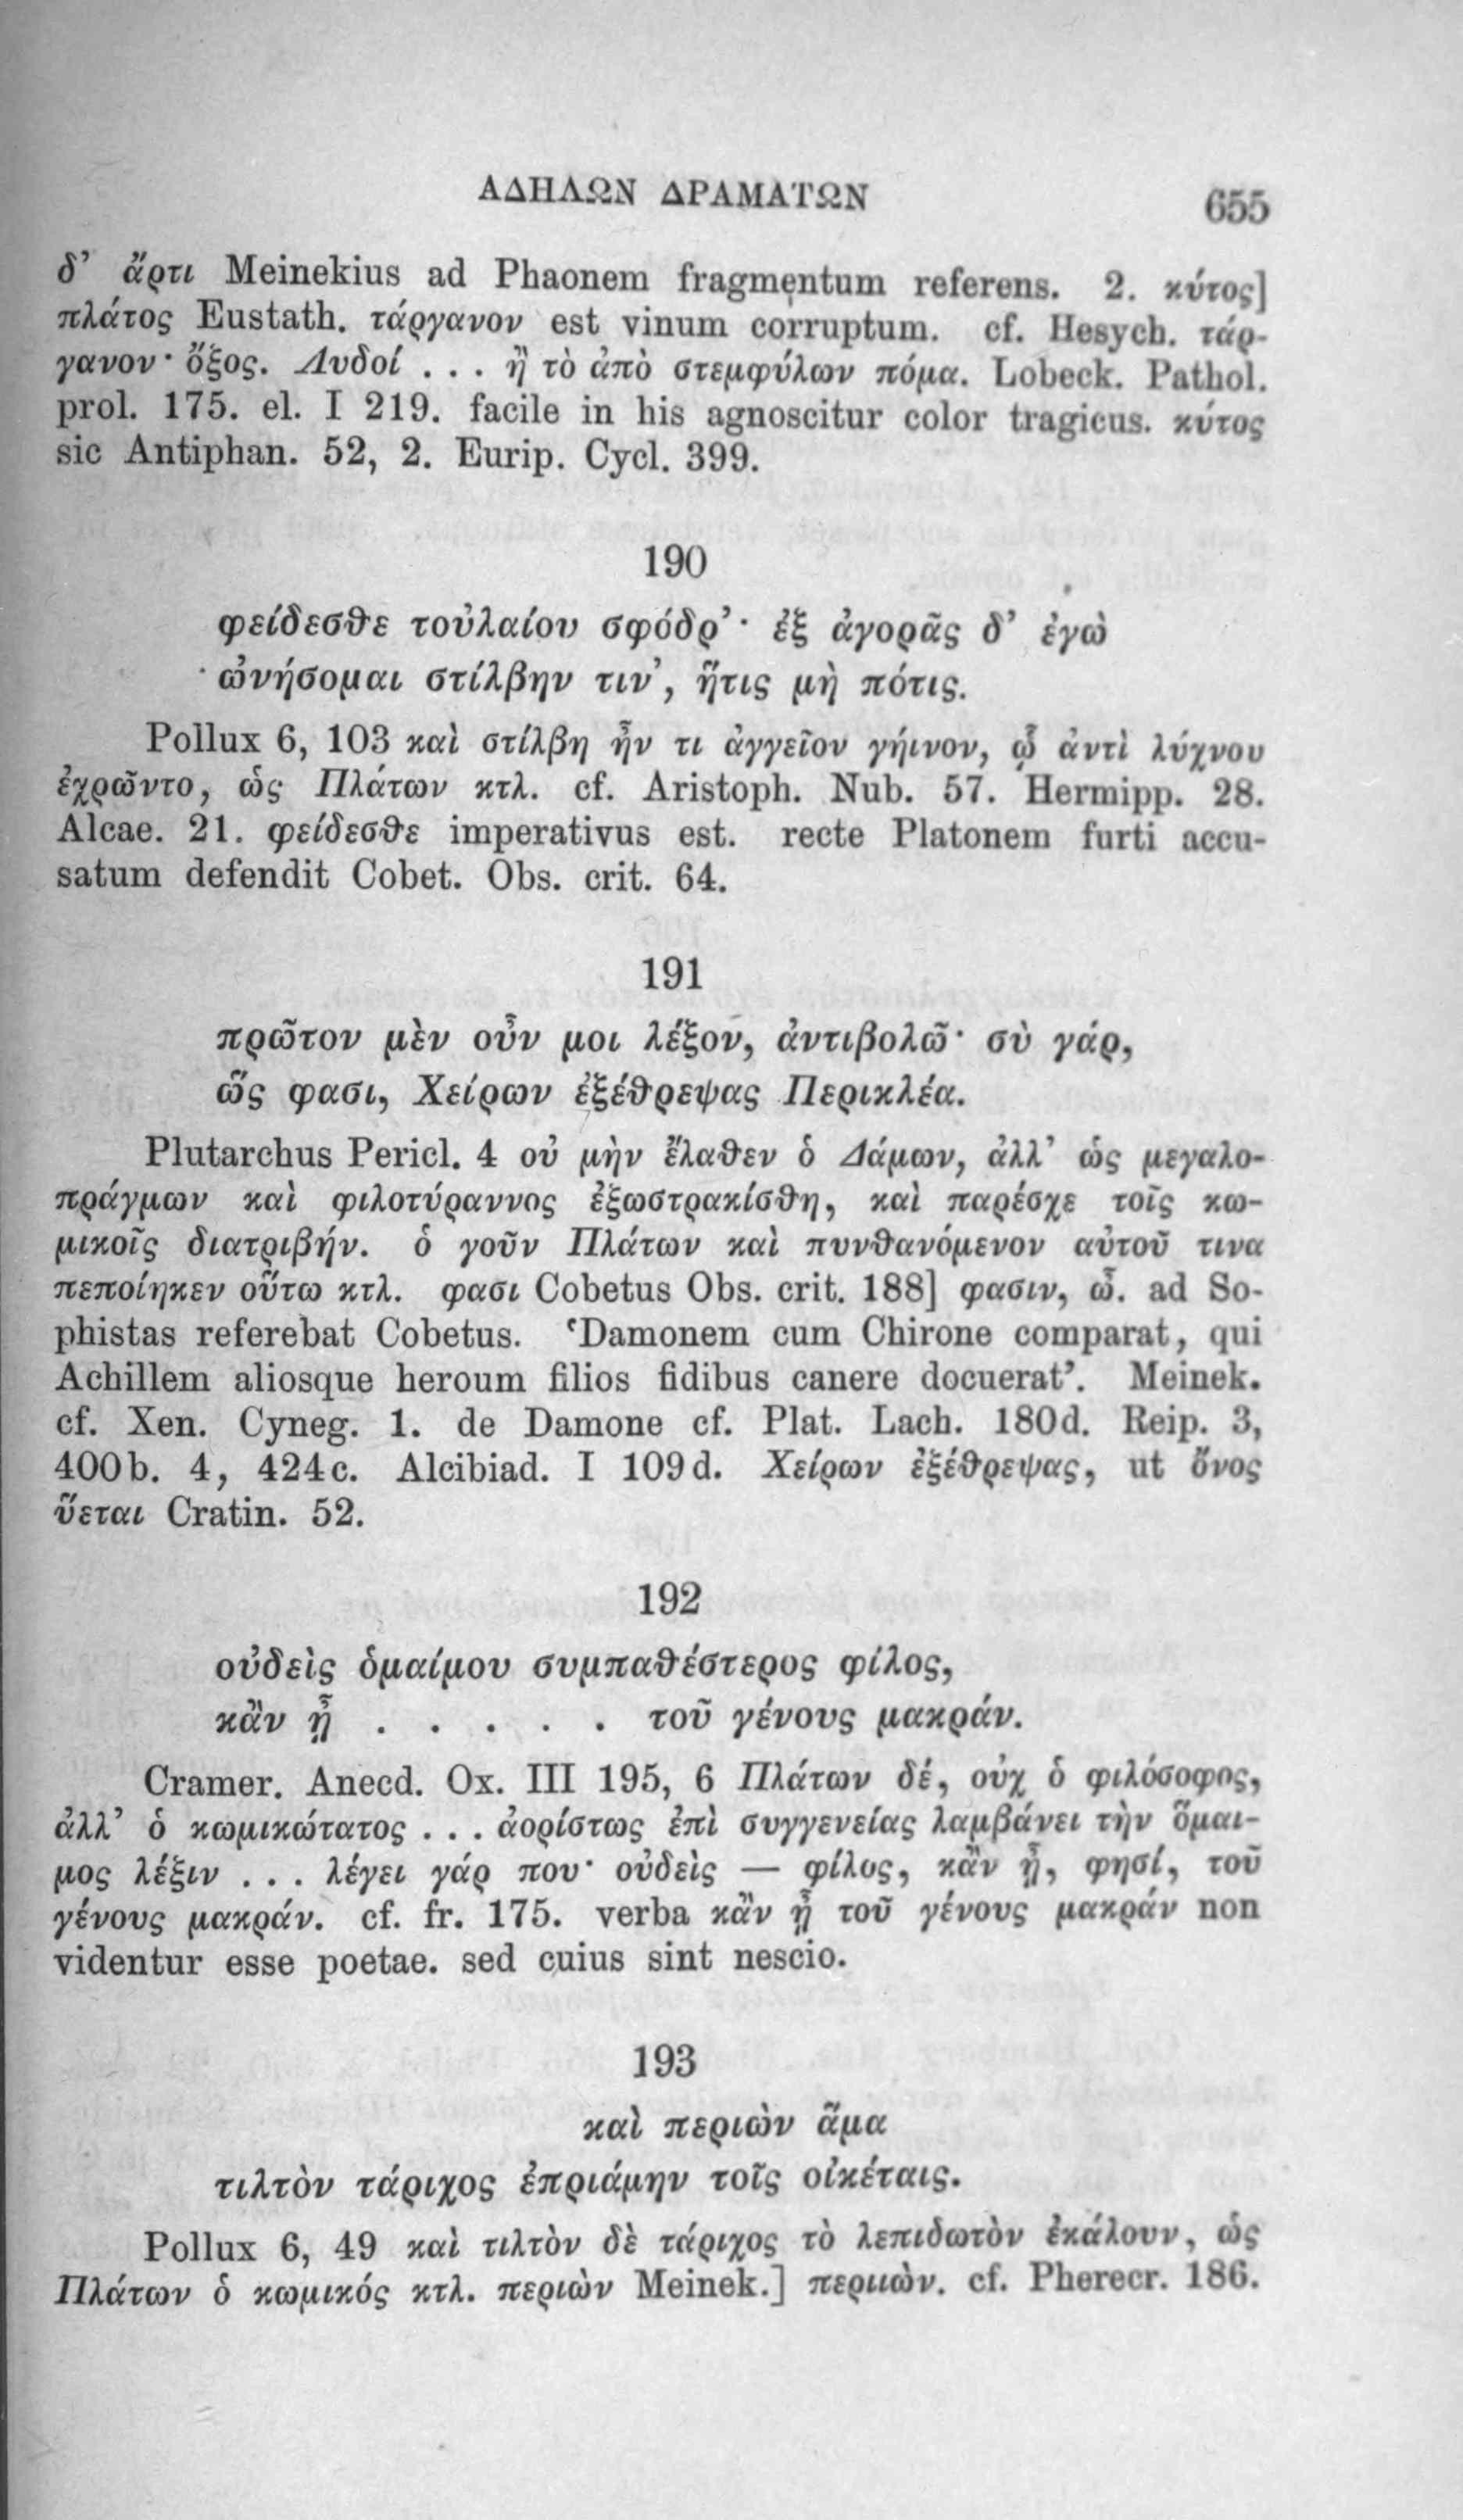 ΑΔΗΛΩΝ ΔΡΑΜΑΤΩΝ 655
δ’ ἄρτι Meinekius ad Phaonem fragmentum referens. 2. κύτος]
πλάτος Eustath. τάργανον est vinum corruptum. cf. Hesych. τάρ-
γανον· ὄξος. Λυδοί . . . ἢ τὸ ἀπὸ στεμφύλων πόμα. Lobeck. Pathol.
prol. 175. el. I 219. facile in his agnoscitur color tragicus. κύτος
sic Antiphan. 52, 2. Eurip. Cycl. 399.
190
φείδεσθε τοὐλαίου σφόδρ’· ἐξ ἀγορᾶς δ’ ἐγὼ
ὠνήσομαι στίλβην τιν’, ἥτις μὴ πότις.
Pollux 6, 103 καὶ στίλβη ἦν τι ἀγγεῖον γήινον, ᾧ ἀντὶ λύχνου
ἐχρῶντο, ὡς Πλάτων κτλ. cf. Aristoph. Nub. 57. Hermipp. 28.
Alcae. 21. φείδεσθε imperativus est. recte Platonem furti accu-
satum defendit Cobet. Obs. crit. 64.
191
πρῶτον μὲν οὖν μοι λέξον, ἀντιβολῶ· σὺ γάρ,
ὥς φασι, Χείρων ἐξέθρεψας Περικλέα.
Plutarchus Pericl. 4 οὐ μὴν ἔλαθεν ὁ Δάμων, ἀλλ’ ὡς μεγαλο-
πράγμων καὶ φιλοτύραννος ἐξωστρακίσθη, καὶ παρέσχε τοῖς κω-
μικοῖς διατριβήν. ὁ γοῦν Πλάτων καὶ πυνθανόμενον αὐτοῦ τινα
πεποίηκεν οὕτω κτλ. φασι Cobetus Obs. crit. 188] φασιν, ὦ. ad So-
phistas referebat Cobetus. ‘Damonem cum Chirone comparat, qui
Achillem aliosque heroum filios fidibus canere docuerat’. Meinek.
cf. Xen. Cyneg. 1. de Damone cf. Plat. Lach. 180d. Reip. 3,
400b. 4, 424c. Alcibiad. I 109d. Χείρων ἐξέθρεψας, ut ὄνος
ὕεται Cratin. 52.
192
οὐδεὶς ὁμαίμου συμπαθέστερος φίλος,
κἂν ᾖ . . . . . τοῦ γένους μακράν.
Cramer. Anecd. Ox. III 195, 6 Πλάτων δέ, οὐχ ὁ φιλόσοφος,
ἀλλ’ ὁ κωμικώτατος . . . ἀορίστως ἐπὶ συγγενείας λαμβάνει τὴν ὅμαι-
μος λέξιν . . . λέγει γάρ που· οὐδεὶς — φίλος, κἂν ᾖ, φησί, τοῦ
γένους μακράν. cf. fr. 175. verba κἂν ᾖ τοῦ γένους μακράν non
videntur esse poetae. sed cuius sint nescio.
193
καὶ περιὼν ἅμα
τιλτὸν τάριχος ἐπριάμην τοῖς οἰκέταις.
Pollux 6, 49 καὶ τιλτὸν δὲ τάριχος τὸ λεπιδωτὸν ἐκάλουν, ὡς
Πλάτων ὁ κωμικός κτλ. περιὼν Meinek.] περιιὼν. cf. Pherecr. 186.